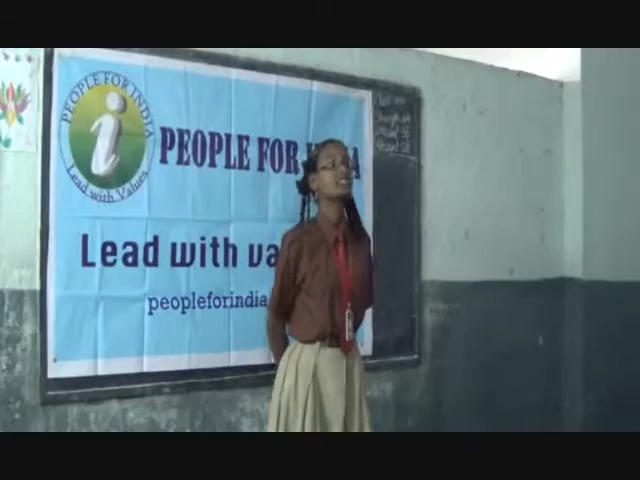 PEOPLE FOR INDIA
Lead with Values
PEOPLE FOR
Lead with va
peopleforindia